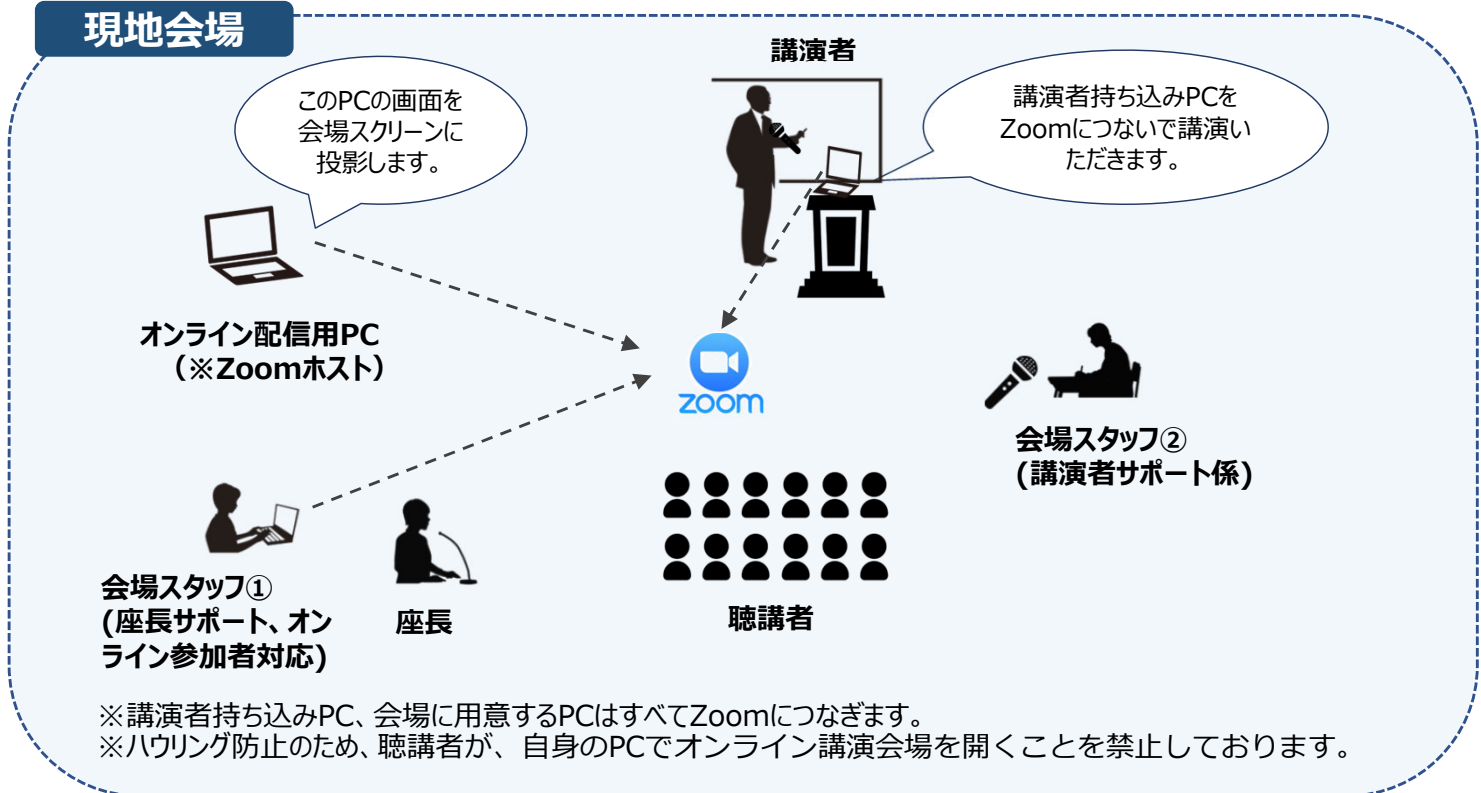 現地会場
講演者
このPCの画面を
会場スクリーンに
投影します。
講演者持ち込みPCを
Zoomにつないで講演い
ただきます。
オンライン配信用PC
（※Zoomホスト）
zoom
会場スタッフ②
(講演者サポート係)
会場スタッフ①
(座長サポート、オン
ライン参加者対応)
座長
聴講者
※講演者持ち込みPC、会場に用意するPCはすべてZoomにつなぎます。
※ハウリング防止のため、聴講者が、自身のPCでオンライン講演会場を開くことを禁止しております。